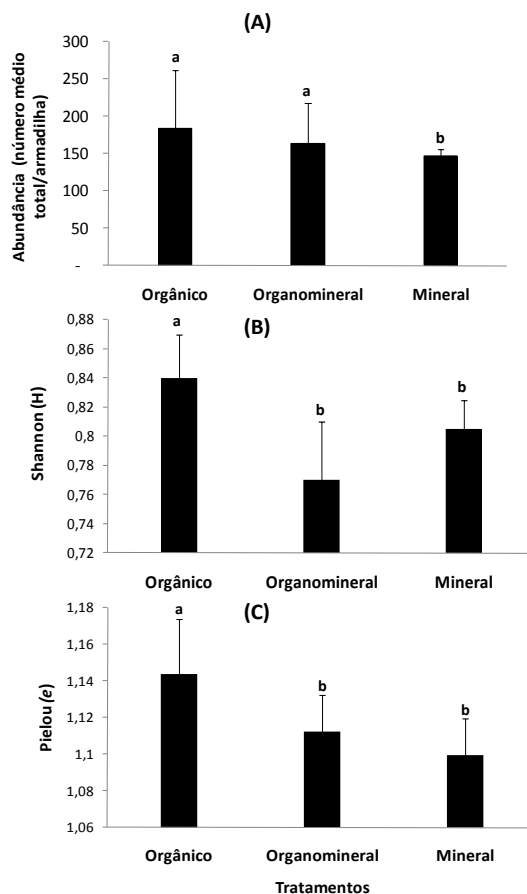 (A)
Abundância (número médio
total/armadilha)
300
250
200
150
100
50
-
a
a
b
Orgânico Organomineral Mineral
(B)
Shannon (H)
0,88
0,86
0,84
0,82
0,8
0,78
0,76
0,74
0,72
a
b
b
Orgânico Organomineral Mineral
(C)
Pielou (e)
1,18
1,16
1,14
1,12
1,1
1,08
1,06
a
b
b
Orgânico Organomineral Mineral
Tratamentos